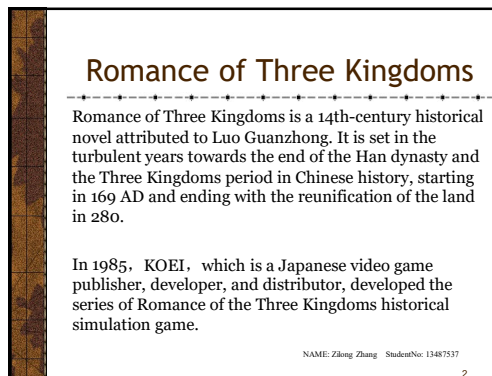 Romance of Three Kingdoms
Romance of Three Kingdoms is a 14th-century historical
novel attributed to Luo Guanzhong. It is set in the
turbulent years towards the end of the Han dynasty and
the Three Kingdoms period in Chinese history, starting
in 169 AD and ending with the reunification of the land
in 280.
In 1985，KOEI，which is a Japanese video game
publisher, developer, and distributor, developed the
series of Romance of the Three Kingdoms historical
simulation game.
NAME: Zilong Zhang StudentNo: 13487537
2